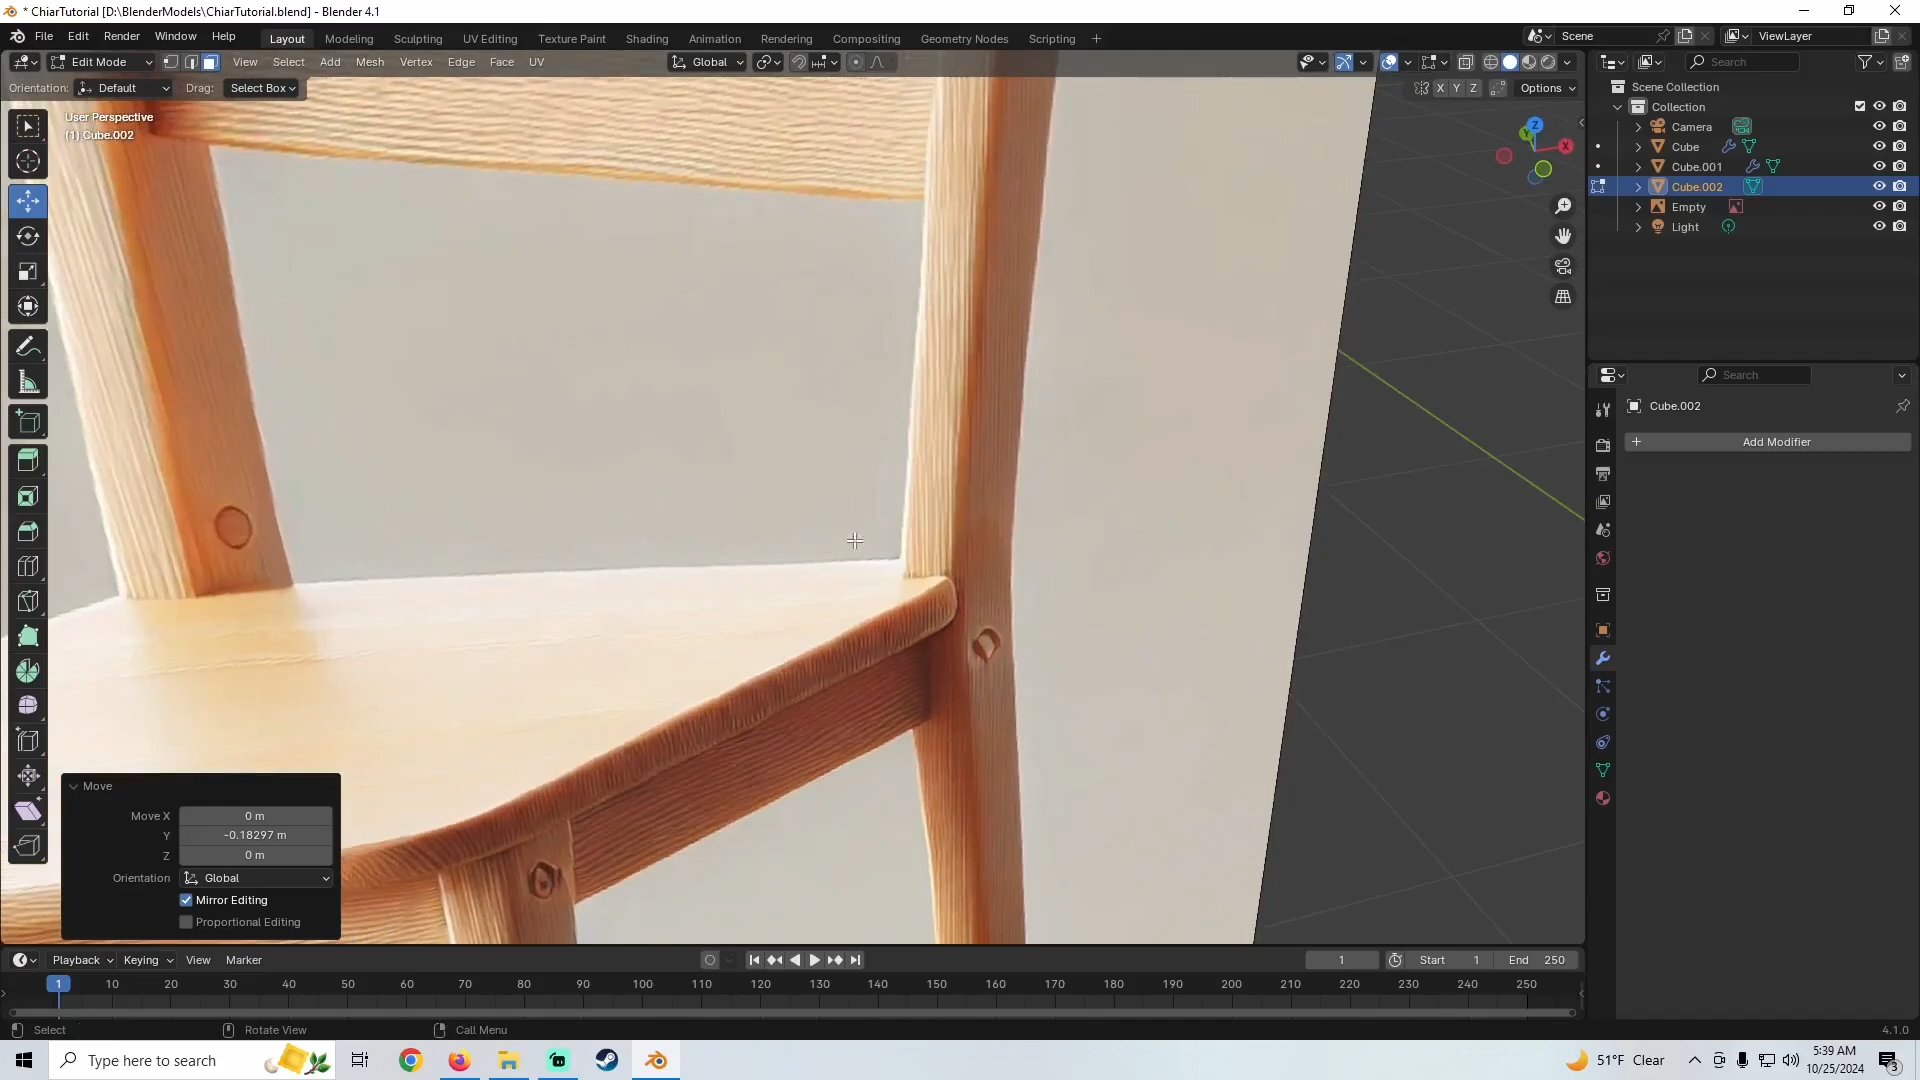 * ChiarTutorial [D:\BlenderModels\ChiarTutorial.blend] - Blender 4.1
File Edit Render Window Help Layout Modeling Sculpting UV Editing Texture Paint Shading Animation Rendering Compositing Geometry Nodes Scripting + Scene ViewLayer
Edit Mode View Select Add Mesh Vertex Edge Face UV Global Search
Orientation: Default Drag: Select Box X Y Z Options
Scene Collection
Collection
Camera
Cube
Cube.001
Cube.002
Empty
Light
User Perspective
(1) Cube.002
Z
Y
X
Search
Cube.002
+ Add Modifier
Move
Move X 0 m
Y -0.18297 m
Z 0 m
Orientation Global
Mirror Editing
Proportional Editing
Playback Keying View Marker 1 Start 1 End 250
1 10 20 30 40 50 60 70 80 90 100 110 120 130 140 150 160 170 180 190 200 210 220 230 240 250
Select Rotate View Call Menu 4.1.0
Type here to search 51°F Clear 5:39 AM
10/25/2024 3